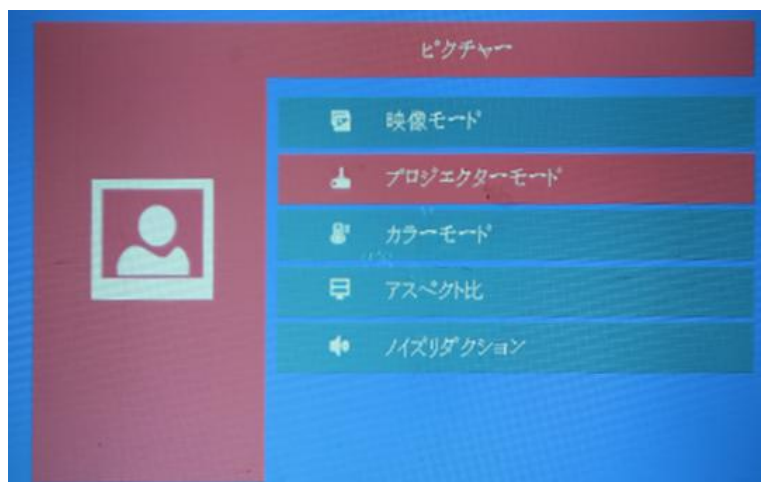 ピクチャー
映像モード
プロジェクターモード
カラーモード
アスペクト比
ノイズリダクション